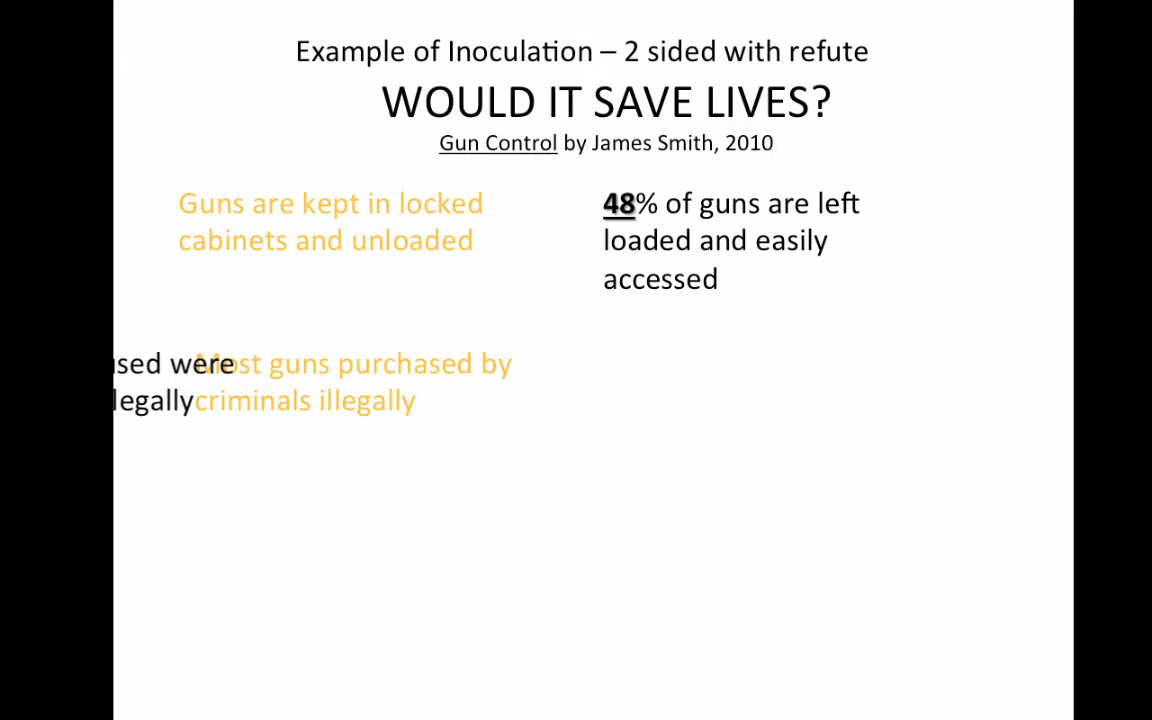 Example of Inoculation – 2 sided with refute
WOULD IT SAVE LIVES?
Gun Control by James Smith, 2010
Guns are kept in locked
cabinets and unloaded
48% of guns are left
loaded and easily
accessed
were
Most guns purchased by
criminals illegally